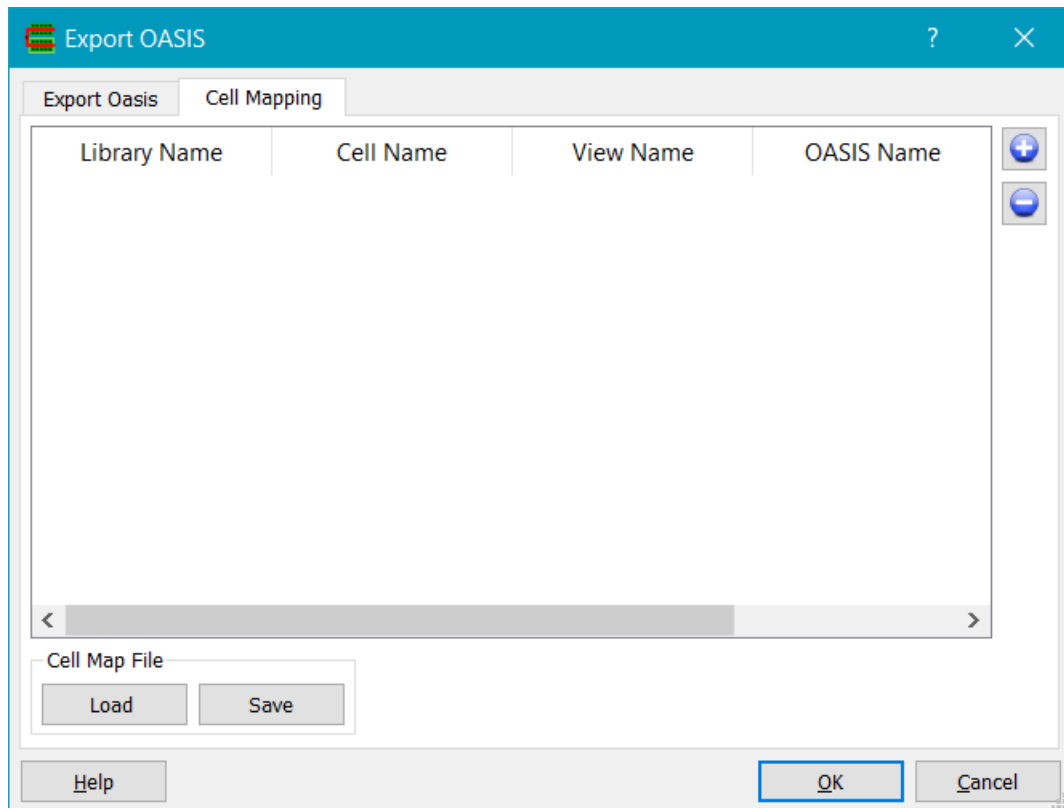 Export OASIS ?
Export Oasis Cell Mapping
Library Name Cell Name View Name OASIS Name
Cell Map File
Load Save
Help OK Cancel